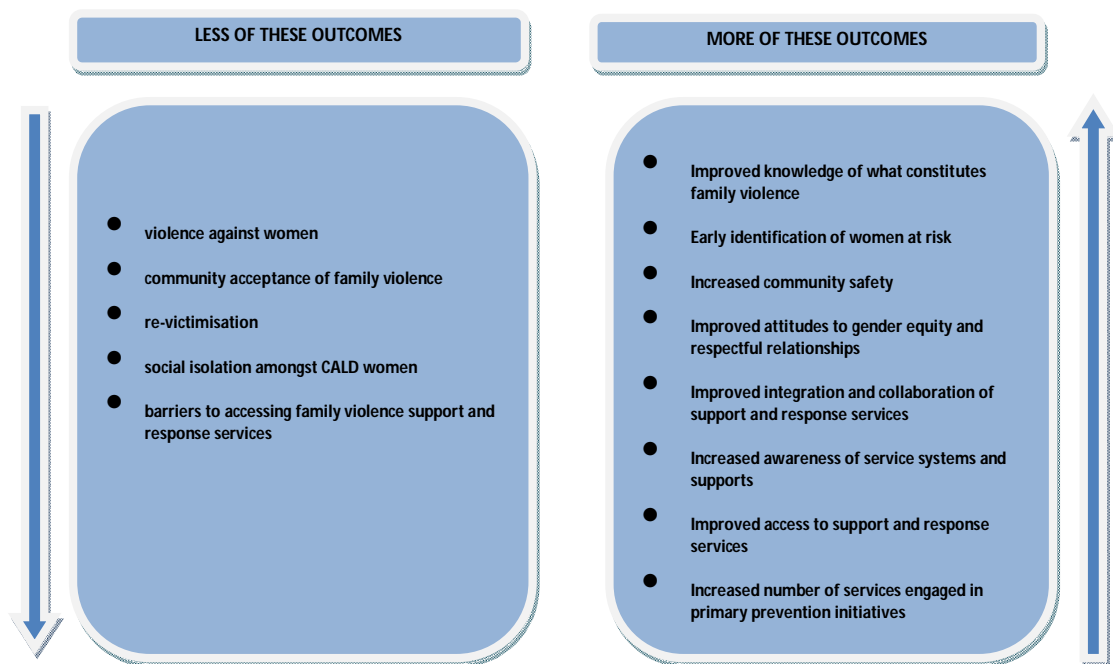 LESS OF THESE OUTCOMES
violence against women
community acceptance of family violence
re-victimisation
social isolation amongst CALD women
barriers to accessing family violence support and
response services
MORE OF THESE OUTCOMES
Improved knowledge of what constitutes
family violence
Early identification of women at risk
Increased community safety
Improved attitudes to gender equity and
respectful relationships
Improved integration and collaboration of
support and response services
Increased awareness of service systems and
supports
Improved access to support and response
services
Increased number of services engaged in
primary prevention initiatives